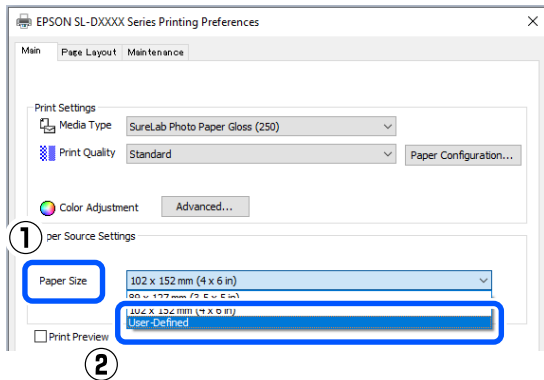 EPSON SL-DXXXX Series Printing Preferences
Main Page Layout Maintenance
Print Settings
Media Type SureLab Photo Paper Gloss (250)
Print Quality Standard Paper Configuration...
Color Adjustment Advanced...
1
per Source Settings
Paper Size 102 x 152 mm (4 x 6 in)
89 x 127 mm (3.5 x 5 in)
102 x 152 mm (4 x 6 in)
User-Defined
Print Preview
2